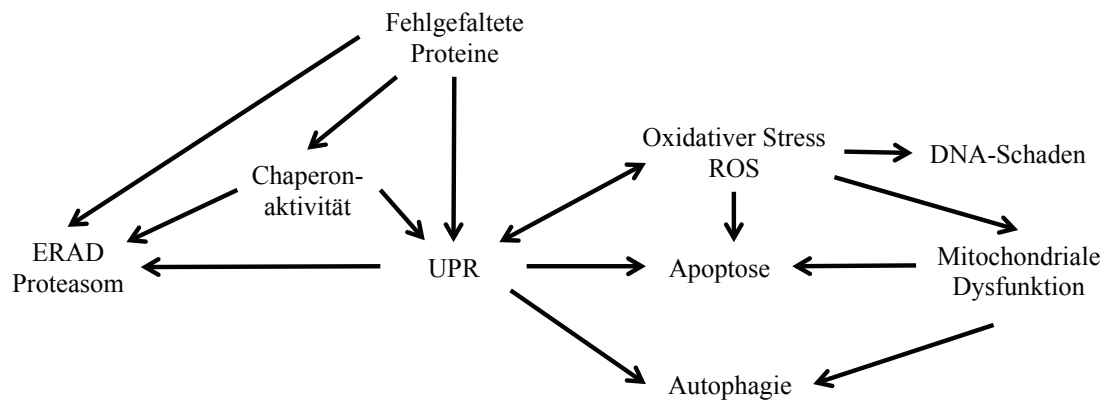 Fehlgefaltete
Proteine
Oxidativer Stress
ROS
DNA-Schaden
Chaperon-
aktivität
ERAD
Proteasom
UPR
Apoptose
Mitochondriale
Dysfunktion
Autophagie